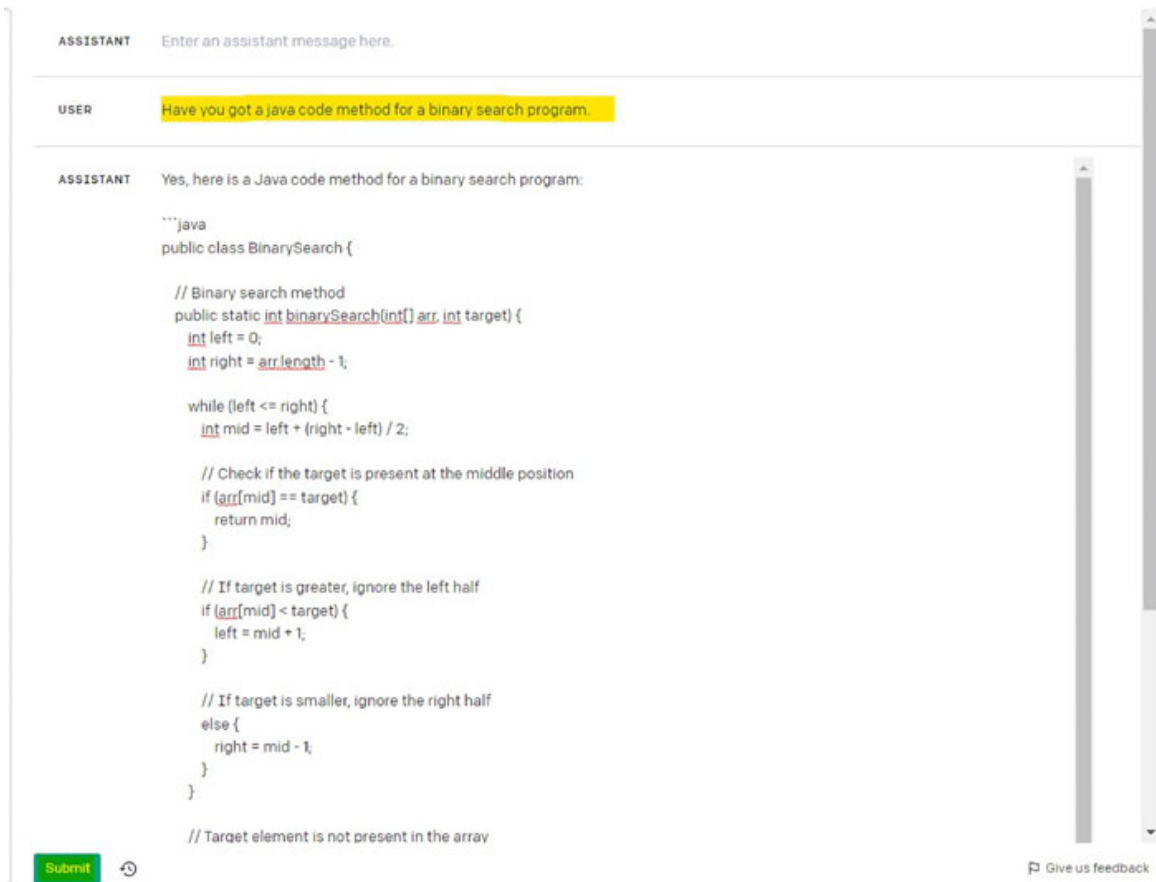 ASSISTANT Enter an assistant message here.
USER Have you got a java code method for a binary search program.
ASSISTANT Yes, here is a Java code method for a binary search program:
```java
public class BinarySearch {
// Binary search method
public static int binarySearch(int[] arr, int target) {
int left = 0;
int right = arr.length - 1;
while (left <= right) {
int mid = left + (right - left) / 2;
// Check if the target is present at the middle position
if (arr[mid] == target) {
return mid;
}
// If target is greater, ignore the left half
if (arr[mid] < target) {
left = mid + 1;
}
// If target is smaller, ignore the right half
else {
right = mid - 1;
}
}
// Target element is not present in the array
Submit Give us feedback